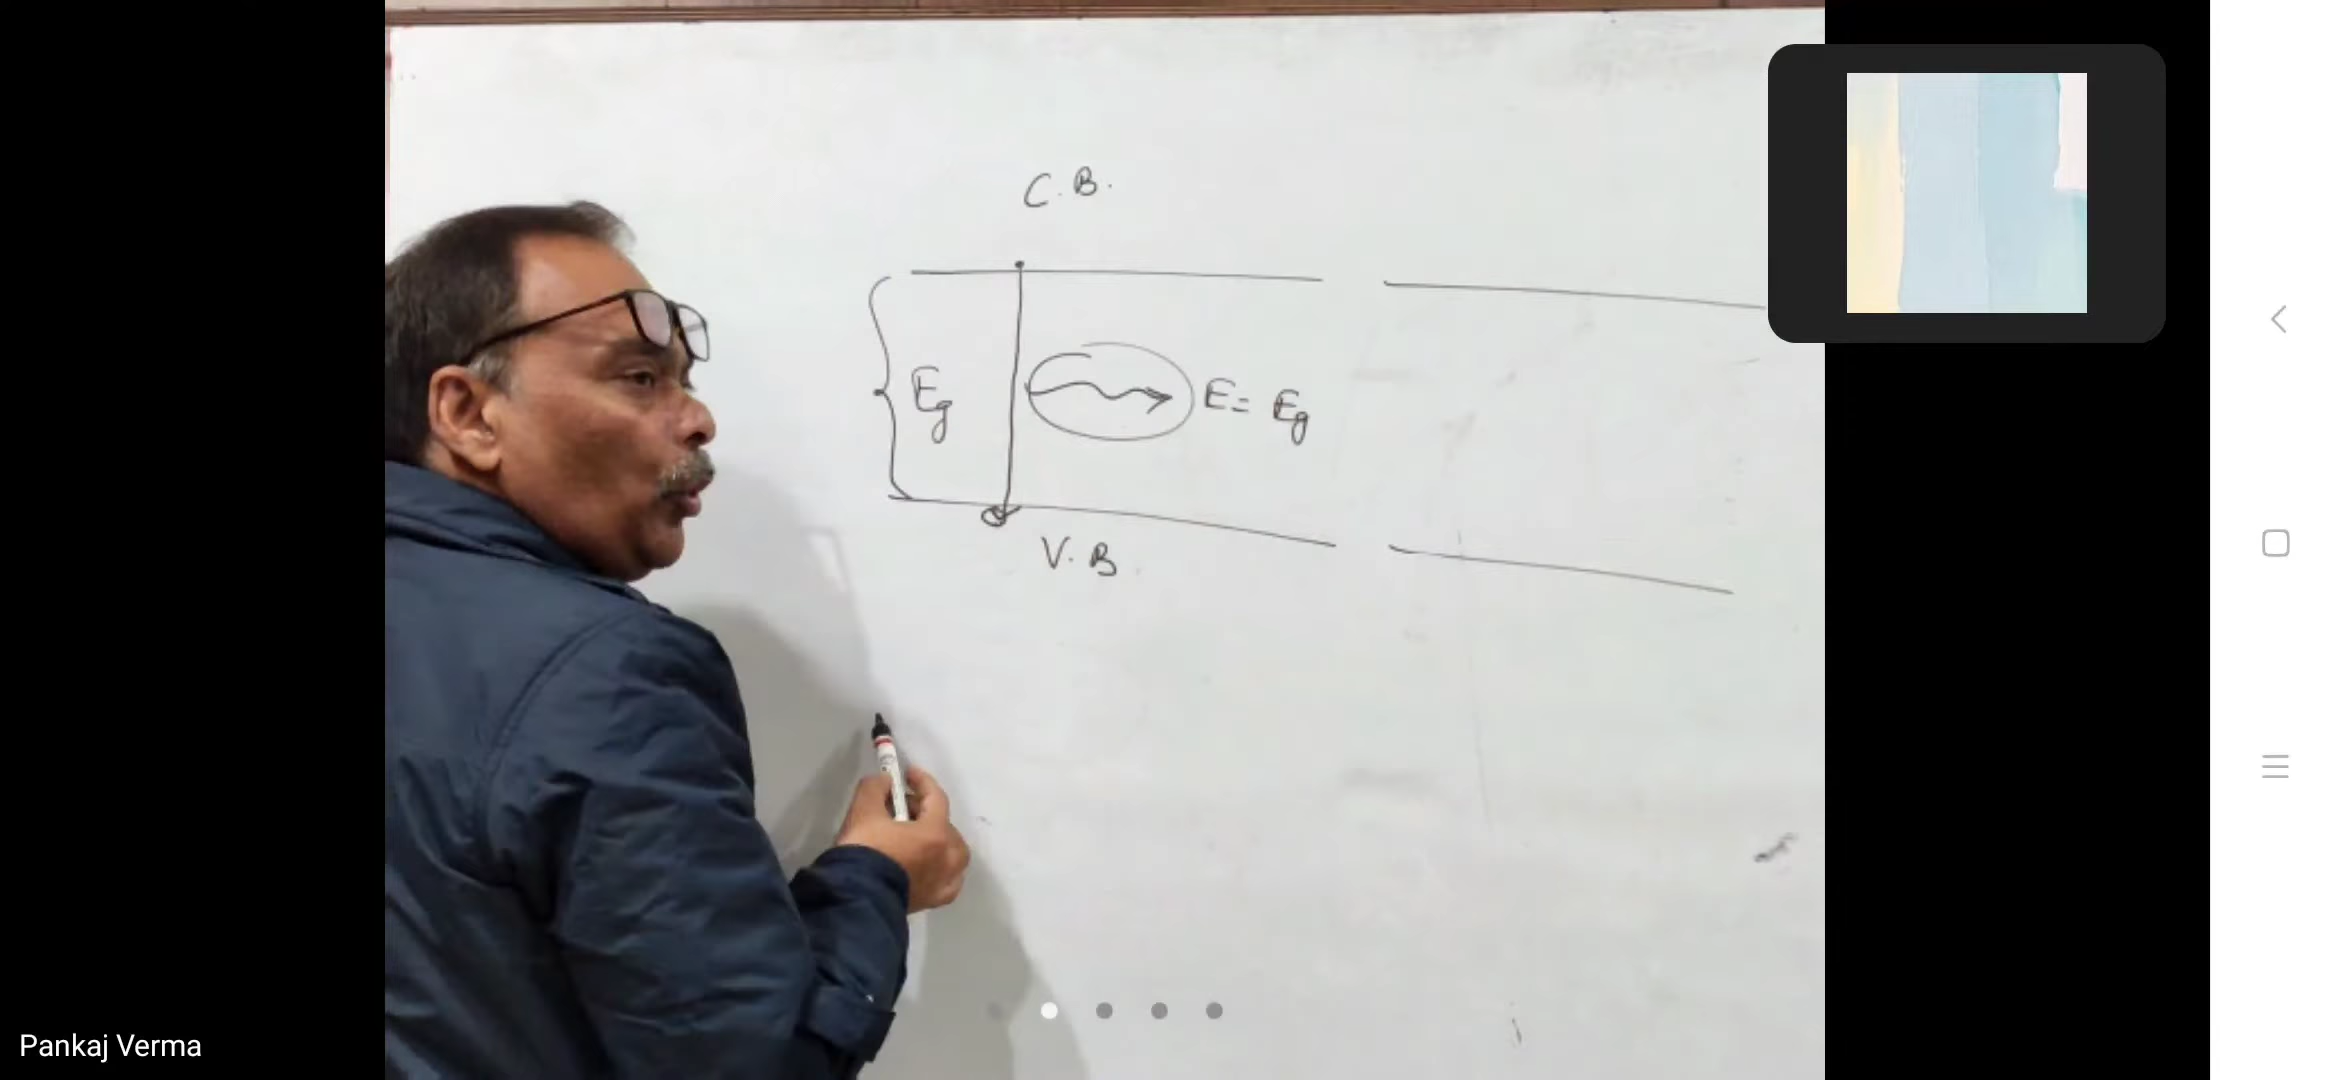 C. B.
Eg
E = Eg
V. B
Pankaj Verma